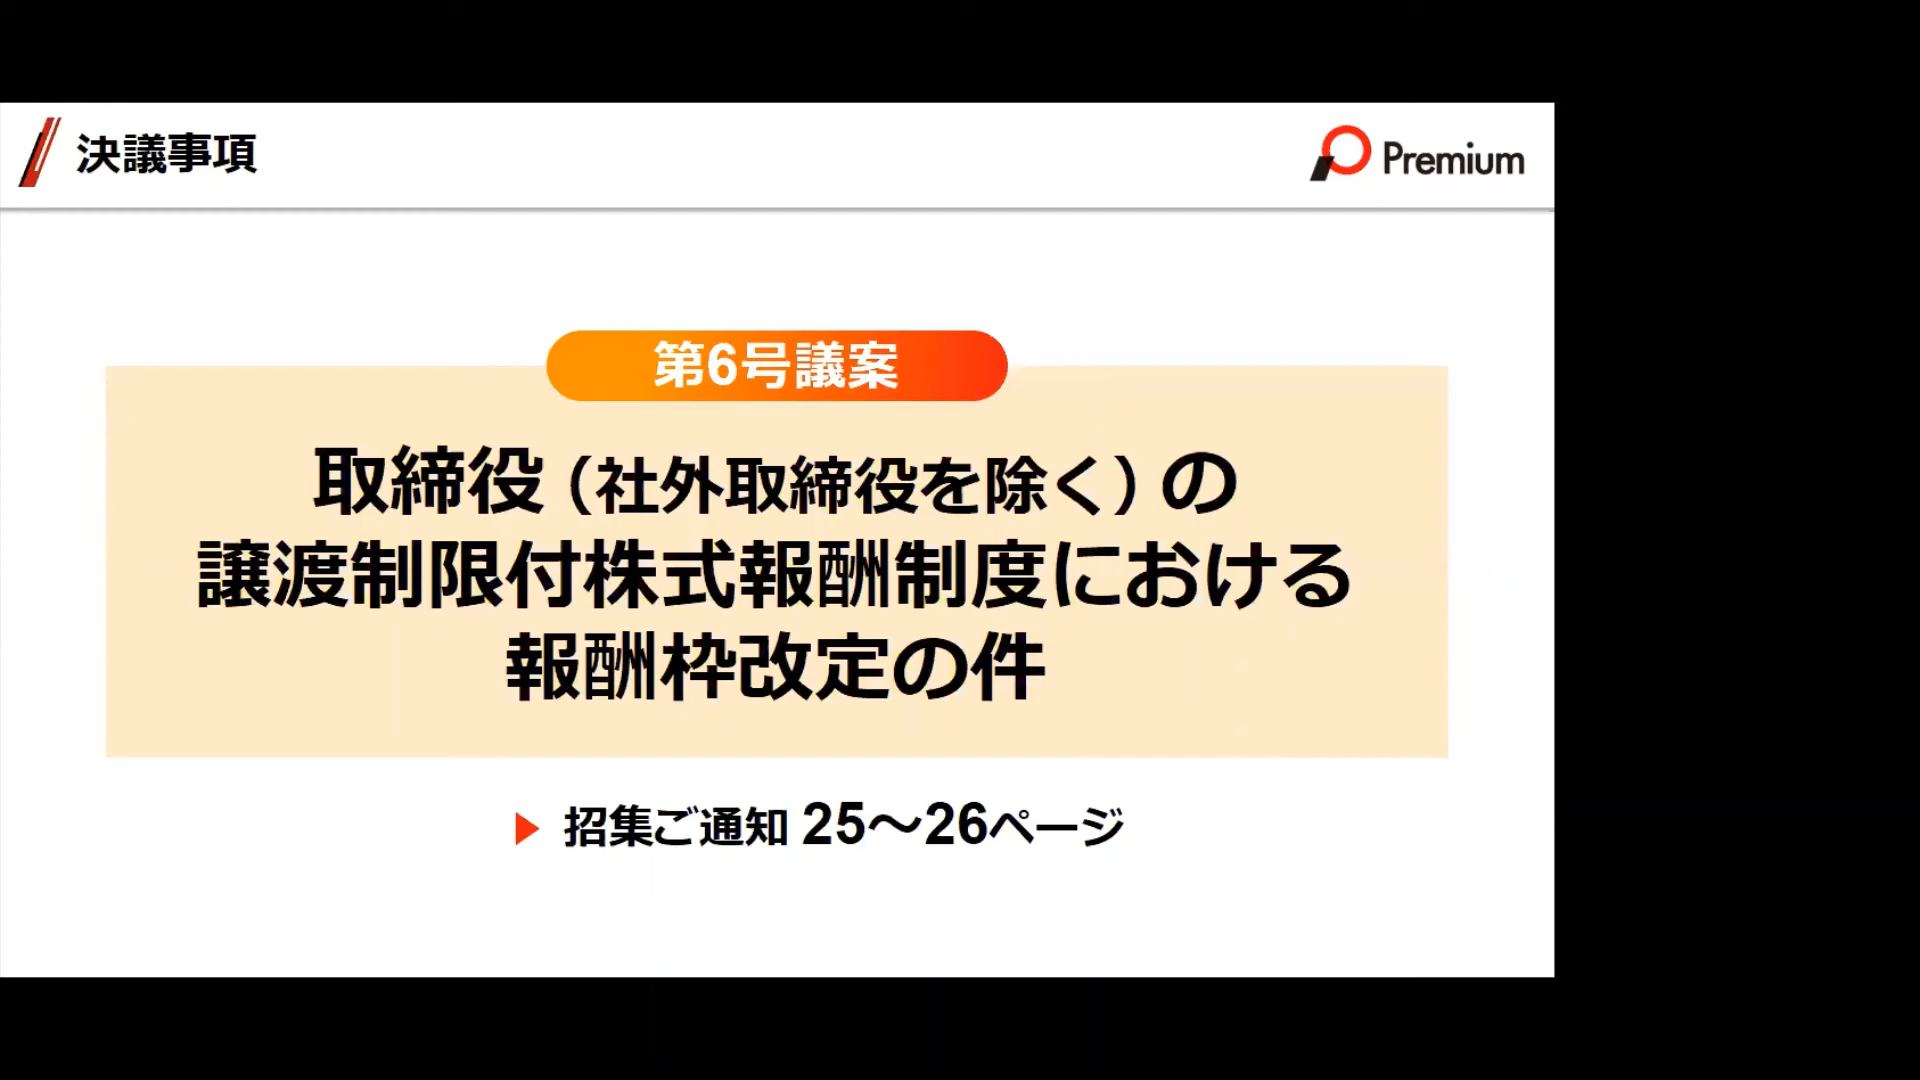 決議事項
Premium
第6号議案
取締役（社外取締役を除く）の
譲渡制限付株式報酬制度における
報酬枠改定の件
▶ 招集ご通知 25～26ページ